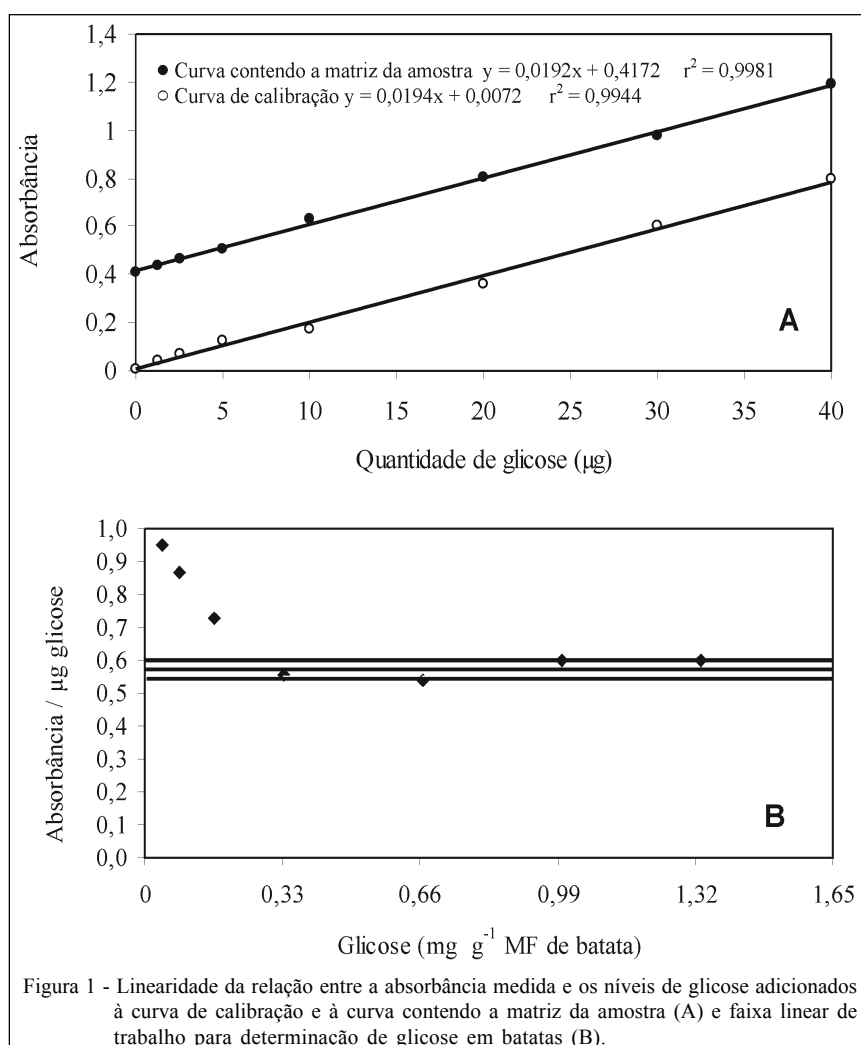 1,4
1,2
1
0,8
0,6
0,4
0,2
0
Absorbância
● Curva contendo a matriz da amostra y = 0,0192x + 0,4172 r² = 0,9981
○ Curva de calibração y = 0,0194x + 0,0072 r² = 0,9944
A
0 5 10 15 20 25 30 35 40
Quantidade de glicose (µg)
1,0
0,9
0,8
0,7
0,6
0,5
0,4
0,3
0,2
0,1
0,0
Absorbância / µg glicose
B
0 0,33 0,66 0,99 1,32 1,65
Glicose (mg g⁻¹ MF de batata)
Figura 1 - Linearidade da relação entre a absorbância medida e os níveis de glicose adicionados
à curva de calibração e à curva contendo a matriz da amostra (A) e faixa linear de
trabalho para determinação de glicose em batatas (B).